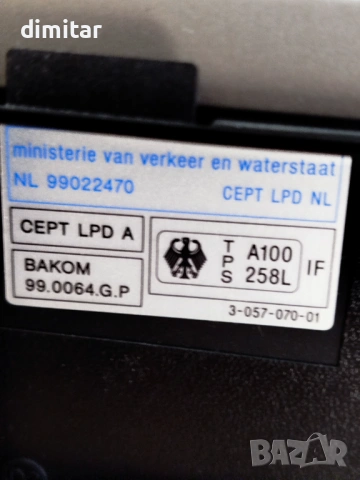 dimitar
ministerie van verkeer en waterstaat
NL 99022470 CEPT LPD NL
CEPT LPD A
BAKOM
99.0064.G.P
TPS A100 258L IF
3-057-070-01
BAZAR